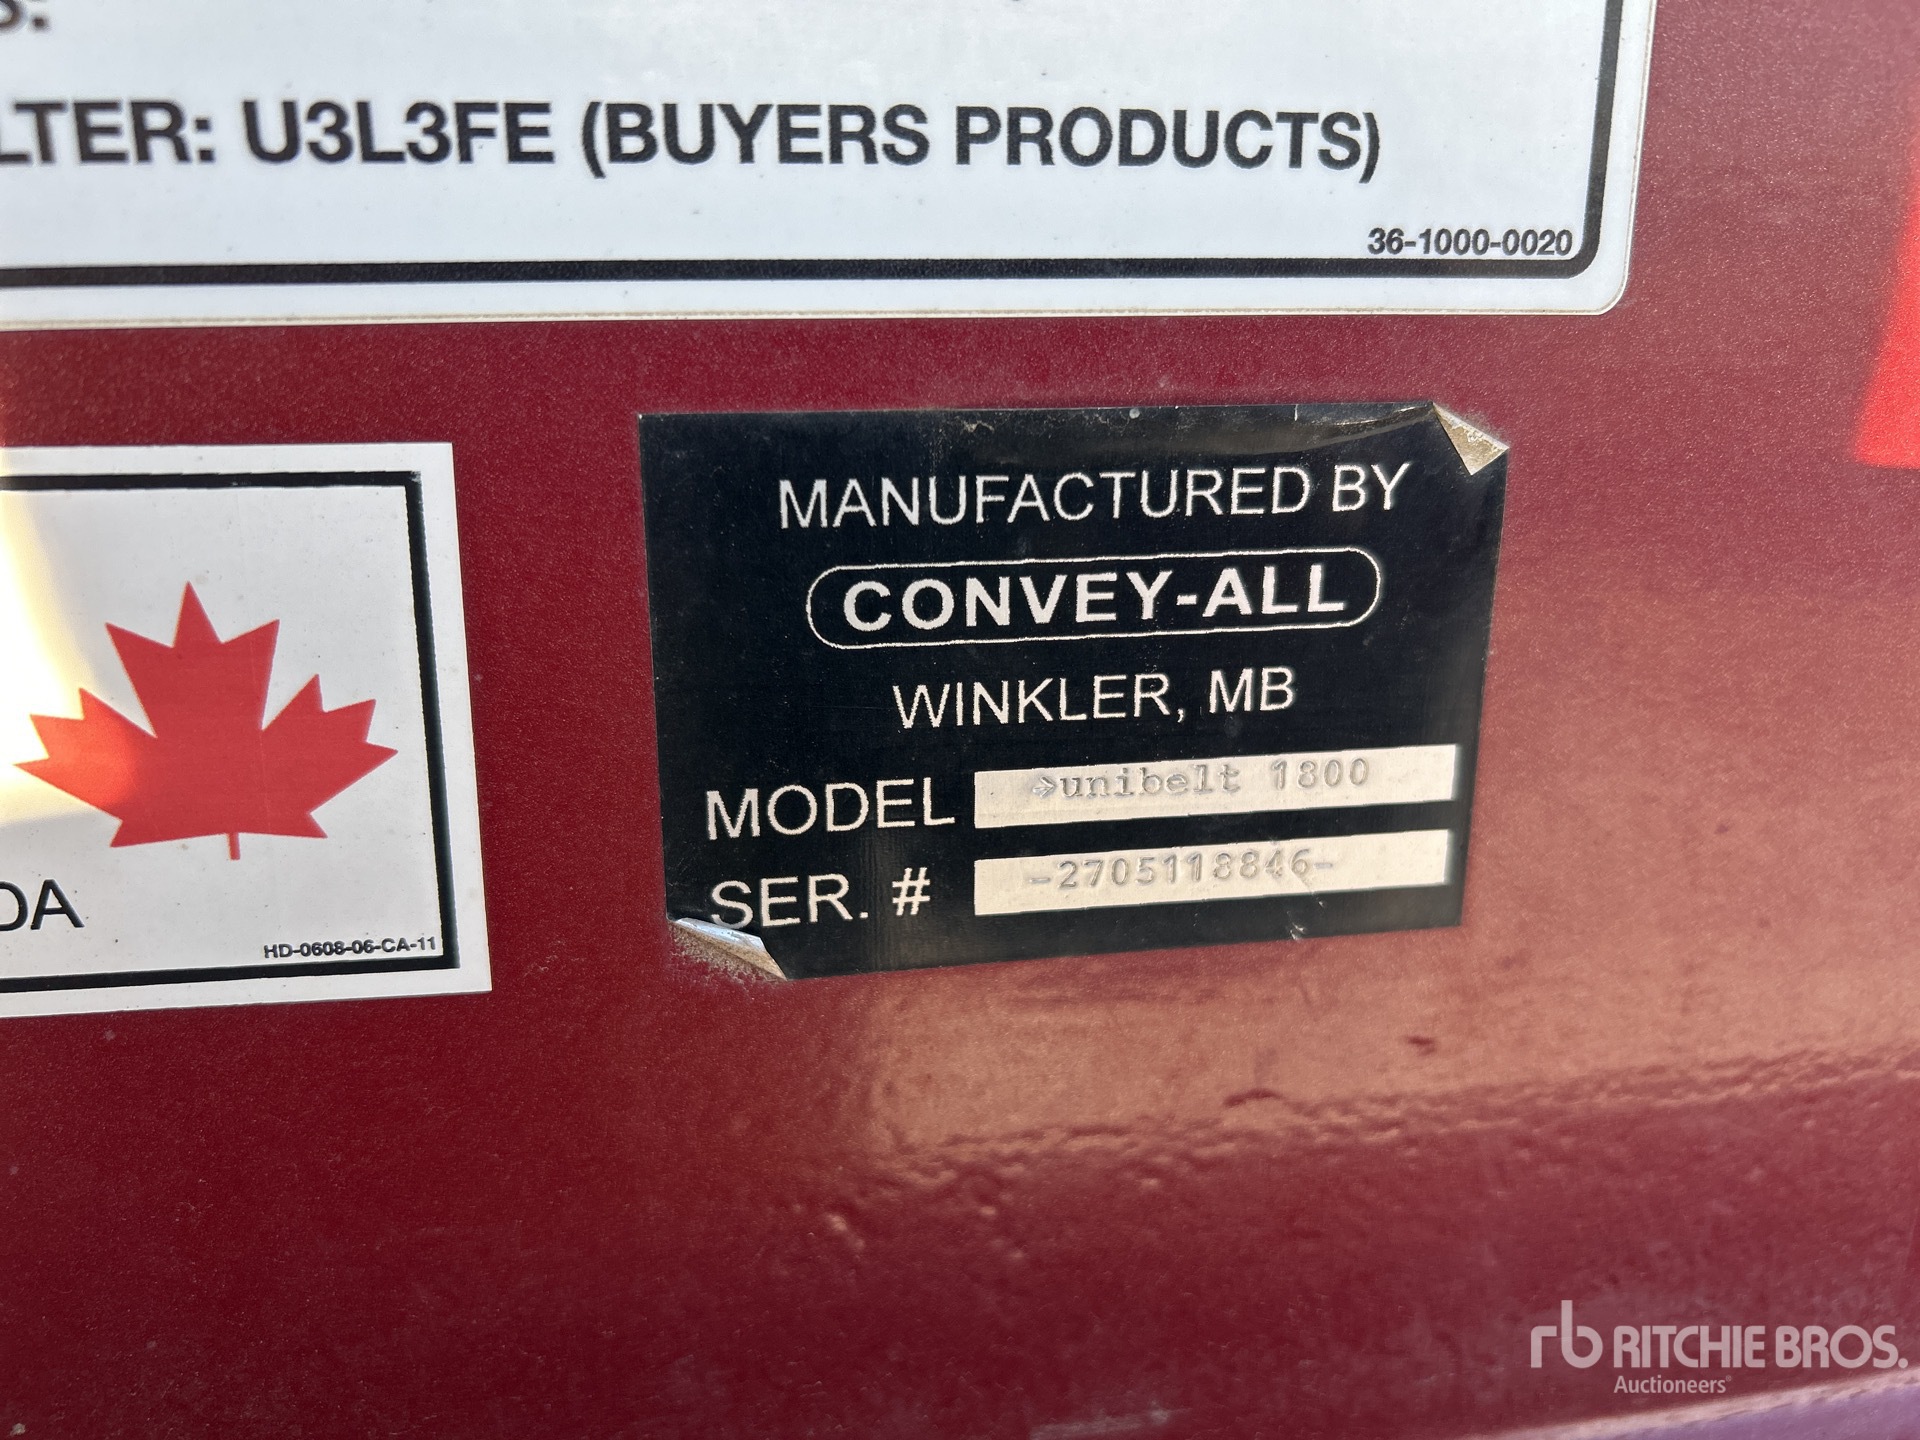 S:
LTER: U3L3FE (BUYERS PRODUCTS)
36-1000-0020
MANUFACTURED BY
CONVEY-ALL
WINKLER, MB
MODEL →unibelt 1800
SER. # -2705118846-
DA
HD-0608-06-CA-11
rb RITCHIE BROS.
Auctioneers